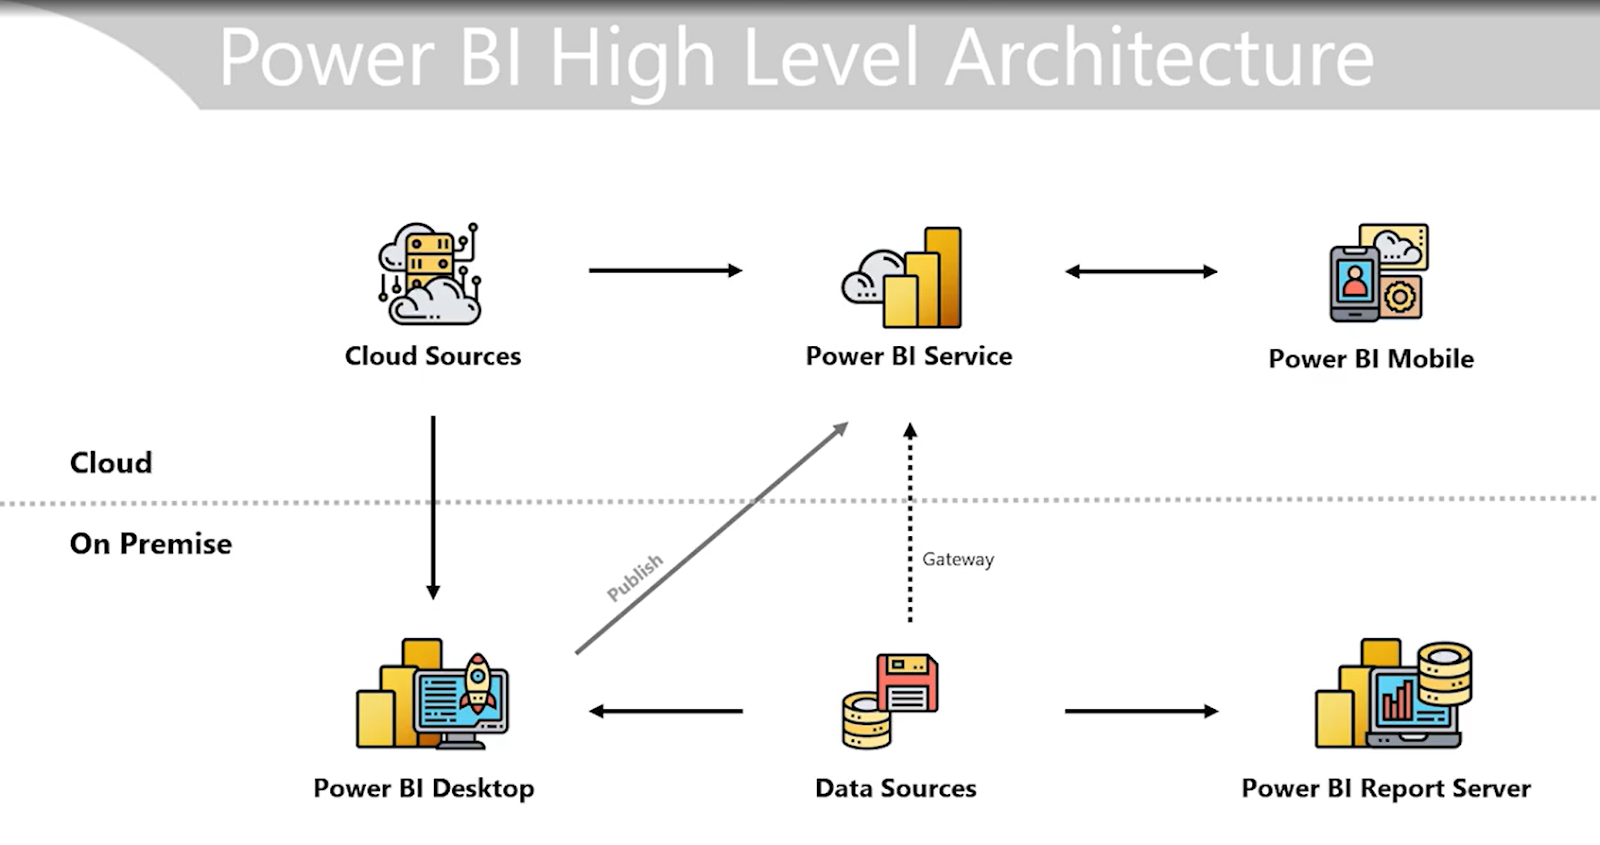 Power BI High Level Architecture
Cloud Sources
Power BI Service
Power BI Mobile
Cloud
On Premise
Publish
Gateway
Power BI Desktop
Data Sources
Power BI Report Server